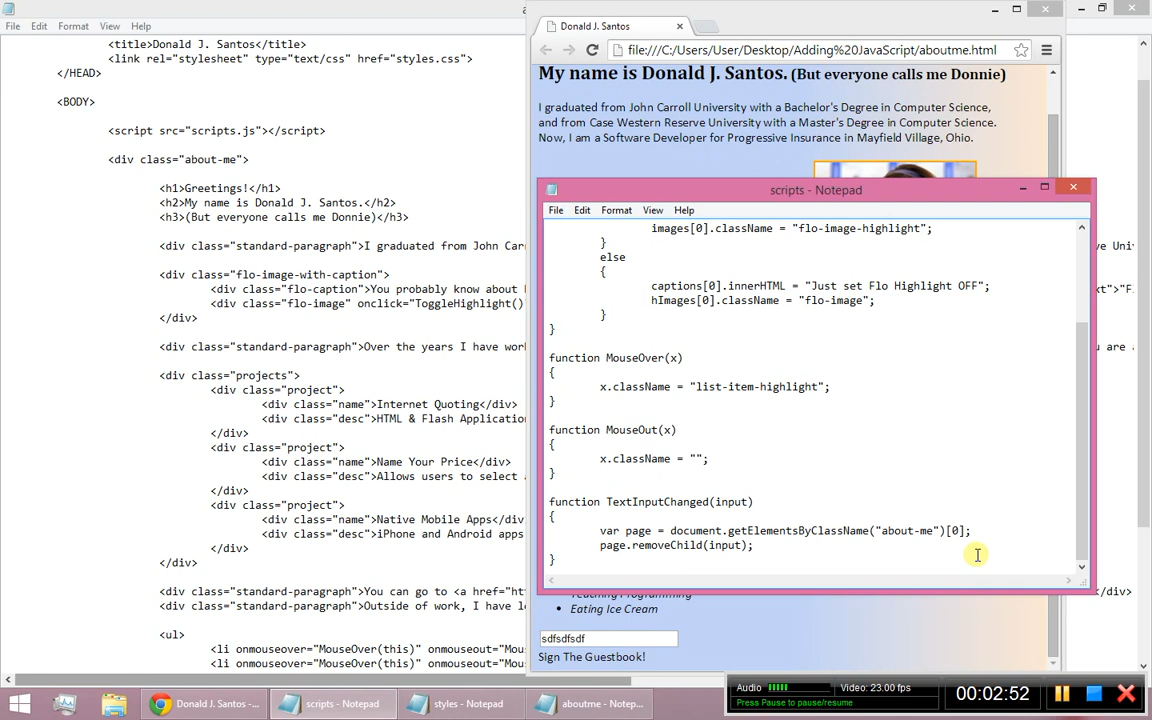 File Edit Format View Help
<title>Donald J. Santos</title>
<link rel="stylesheet" type="text/css" href="styles.css">
</HEAD>
<BODY>
<script src="scripts.js"></script>
<div class="about-me">
<h1>Greetings!</h1>
<h2>My name is Donald J. Santos.</h2>
<h3>(But everyone calls me Donnie)</h3>
<div class="standard-paragraph">I graduated from John Carr
<div class="flo-image-with-caption">
<div class="flo-caption">You probably know about
<div class="flo-image" onclick="ToggleHighlight()
</div>
<div class="standard-paragraph">Over the years I have wor
<div class="projects">
<div class="project">
<div class="name">Internet Quoting</div>
<div class="desc">HTML & Flash Application
</div>
<div class="project">
<div class="name">Name Your Price</div>
<div class="desc">Allows users to select
</div>
<div class="project">
<div class="name">Native Mobile Apps</div>
<div class="desc">iPhone and Android apps
</div>
</div>
<div class="standard-paragraph">You can go to <a href="ht
<div class="standard-paragraph">Outside of work, I have l
<ul>
<li onmouseover="MouseOver(this)" onmouseout="Mou
<li onmouseover="MouseOver(this)" onmouseout="Mou
Donald J. Santos
file:///C:/Users/User/Desktop/Adding%20JavaScript/aboutme.html
My name is Donald J. Santos. (But everyone calls me Donnie)
I graduated from John Carroll University with a Bachelor's Degree in Computer Science,
and from Case Western Reserve University with a Master's Degree in Computer Science.
Now, I am a Software Developer for Progressive Insurance in Mayfield Village, Ohio.
scripts - Notepad
File Edit Format View Help
images[0].className = "flo-image-highlight";
}
else
{
captions[0].innerHTML = "Just set Flo Highlight OFF";
hImages[0].className = "flo-image";
}
}
function MouseOver(x)
{
x.className = "list-item-highlight";
}
function MouseOut(x)
{
x.className = "";
}
function TextInputChanged(input)
{
var page = document.getElementsByClassName("about-me")[0];
page.removeChild(input);
}
Teaching Programming
Eating Ice Cream
sdfsdfsdf
Sign The Guestbook!
ve Uni
xt">"F
u are a
</div>
Donald J. Santos -...
scripts - Notepad
styles - Notepad
aboutme - Notep...
Audio
Video: 23.00 fps
Press Pause to pause/resume
00:02:52